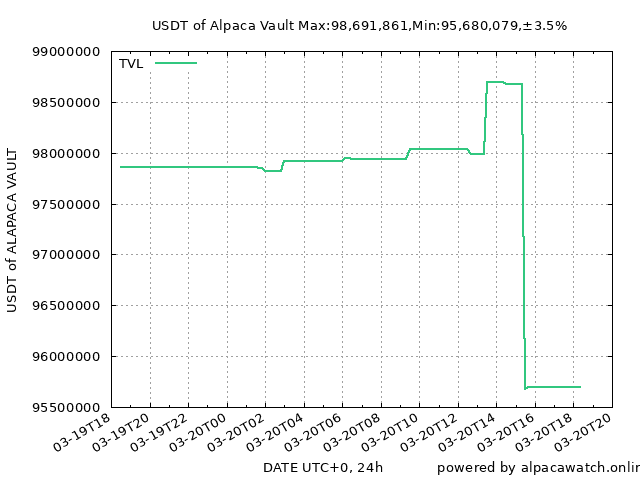 USDT of Alpaca Vault Max:98,691,861,Min:95,680,079,±3.5%
TVL
99000000
98500000
98000000
97500000
97000000
96500000
96000000
95500000
USDT of ALAPACA VAULT
03-19T18
03-19T20
03-19T22
03-20T00
03-20T02
03-20T04
03-20T06
03-20T08
03-20T10
03-20T12
03-20T14
03-20T16
03-20T18
03-20T20
DATE UTC+0, 24h
powered by alpacawatch.onlin